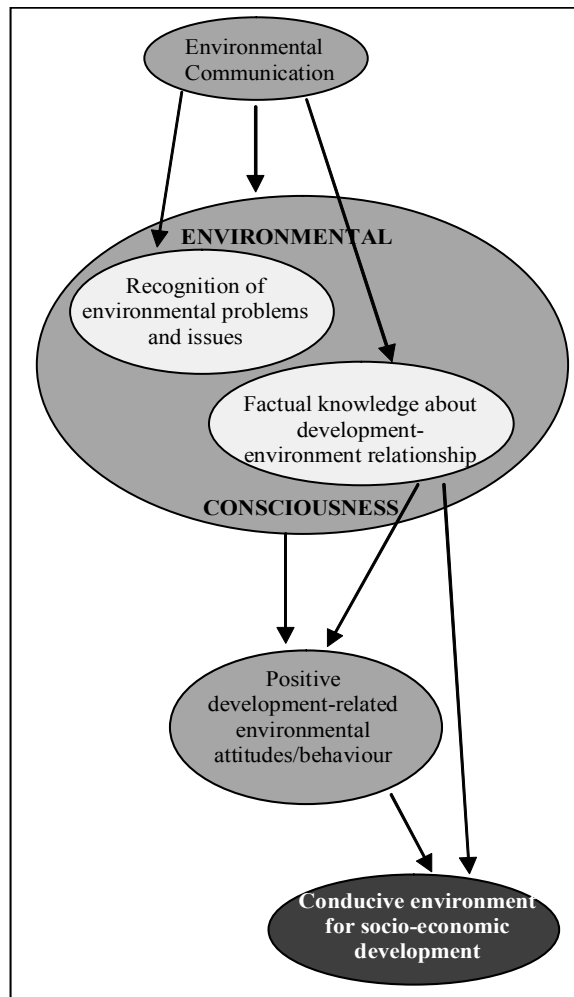 Environmental
Communication
ENVIRONMENTAL
Recognition of
environmental problems
and issues
Factual knowledge about
development-
environment relationship
CONSCIOUSNESS
Positive
development-related
environmental
attitudes/behaviour
Conducive environment
for socio-economic
development